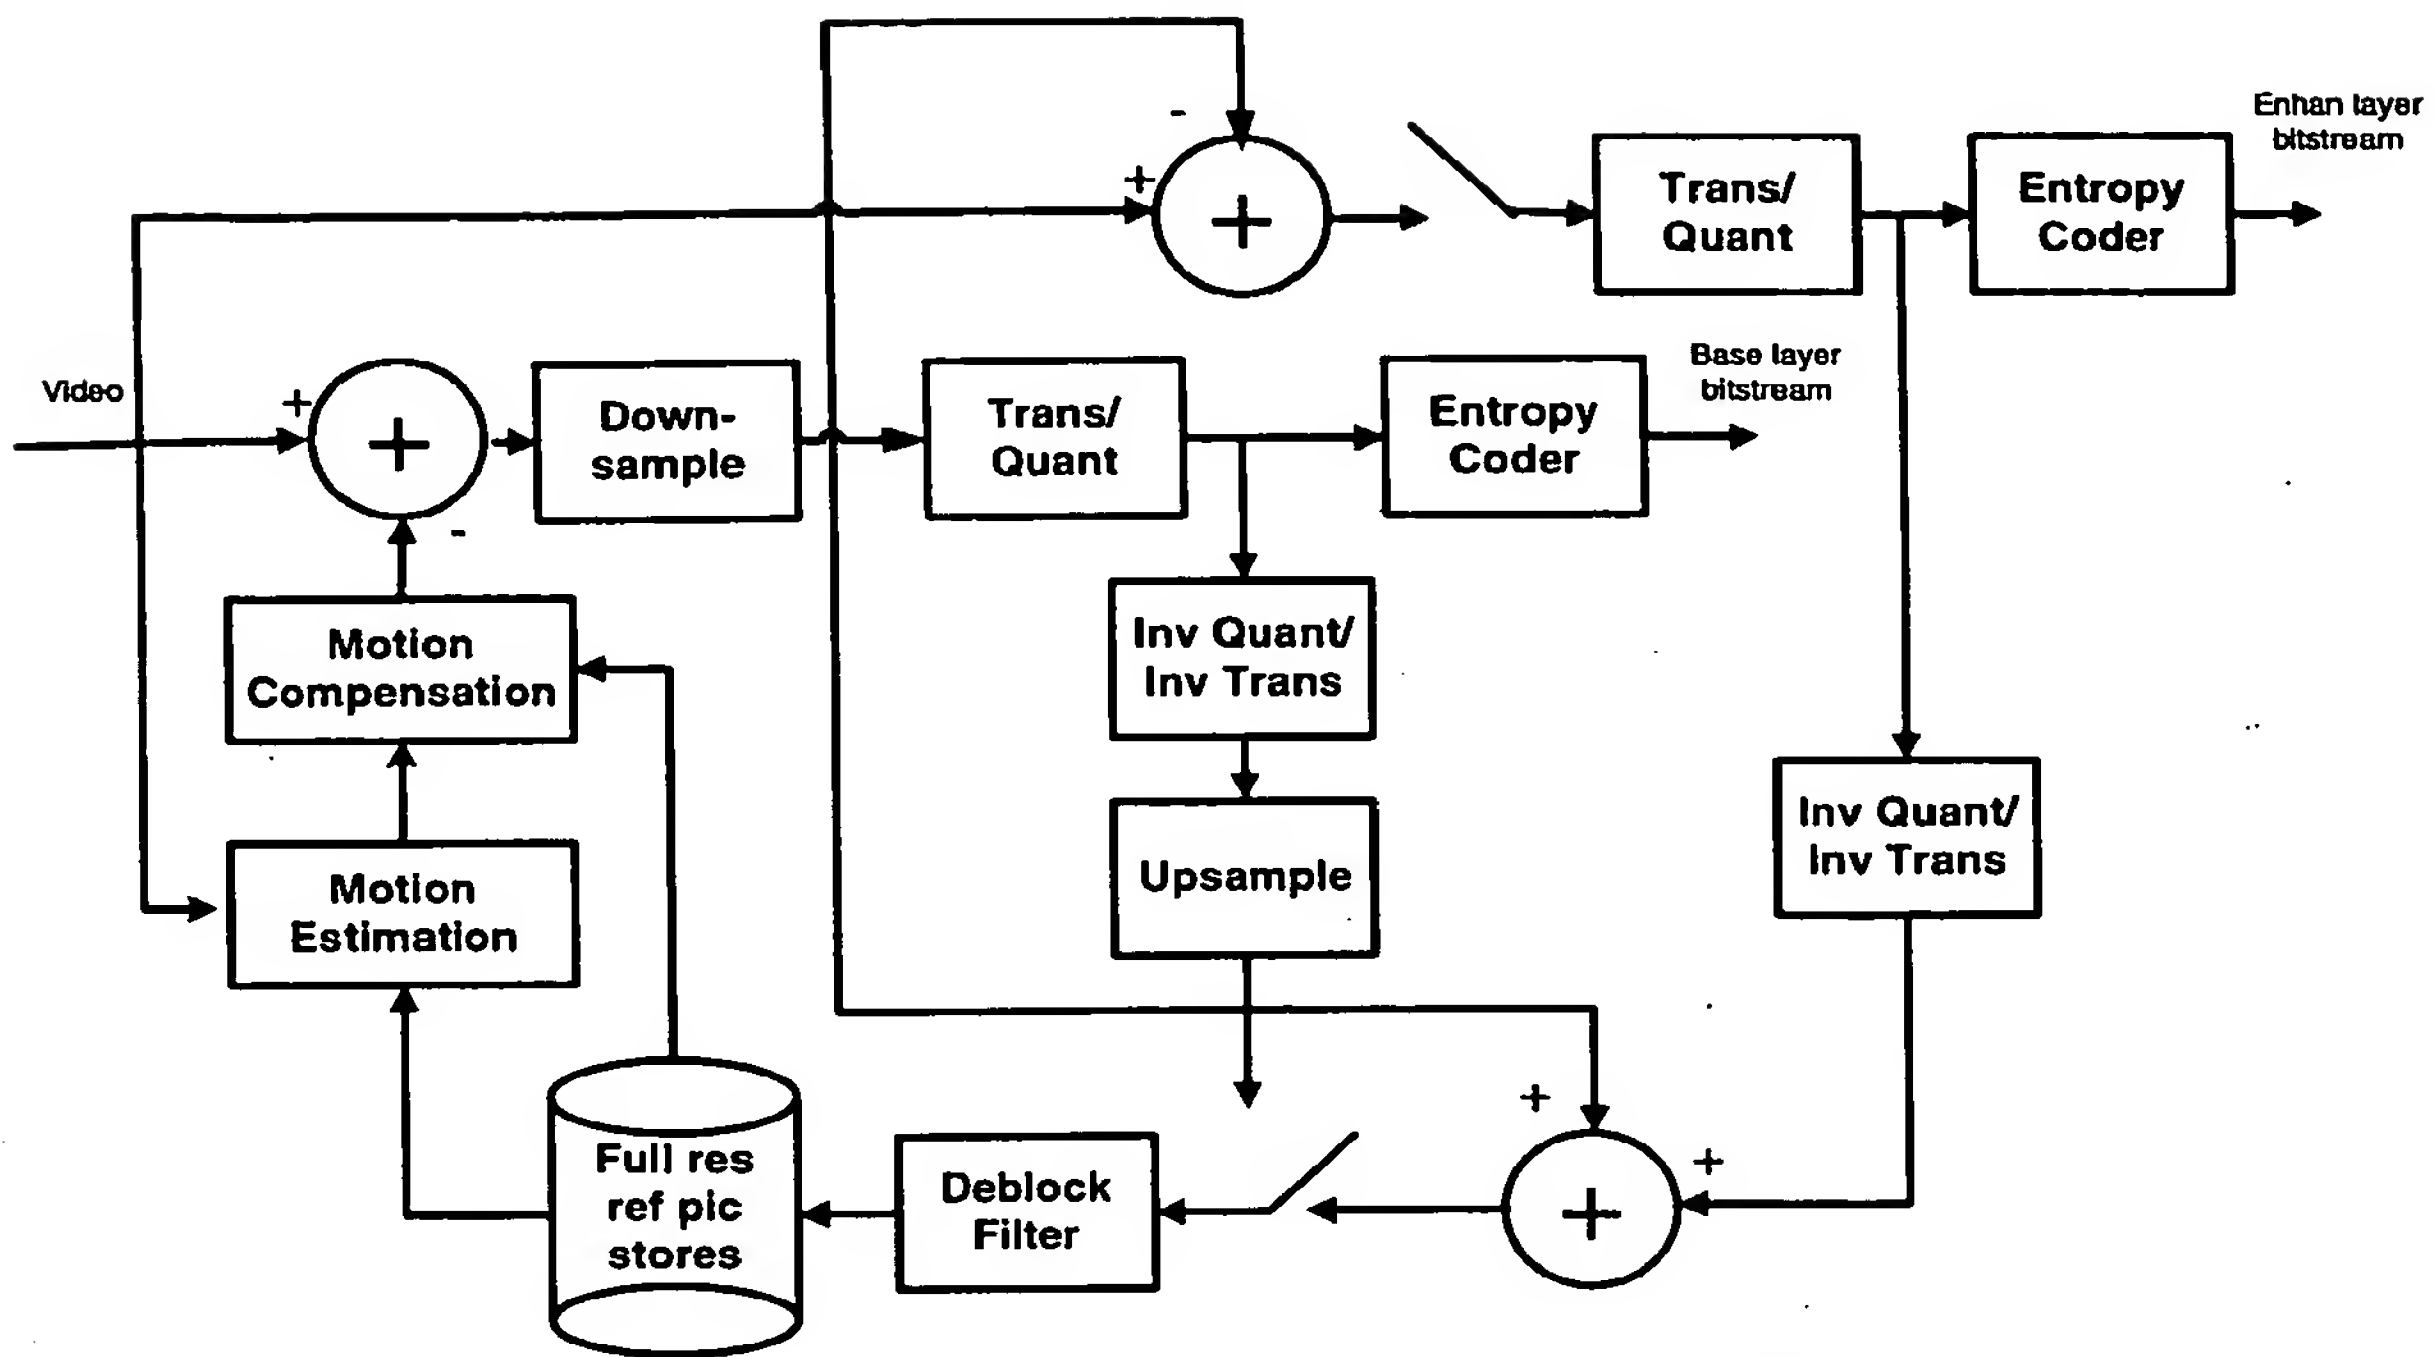 Enhan layer
bitstream
-
+
+
Trans/
Quant
Entropy
Coder
Video
+
+
-
Down-
sample
Trans/
Quant
Entropy
Coder
Base layer
bitstream
Motion
Compensation
Inv Quant/
Inv Trans
Motion
Estimation
Upsample
Inv Quant/
Inv Trans
Full res
ref pic
stores
Deblock
Filter
+
+
+